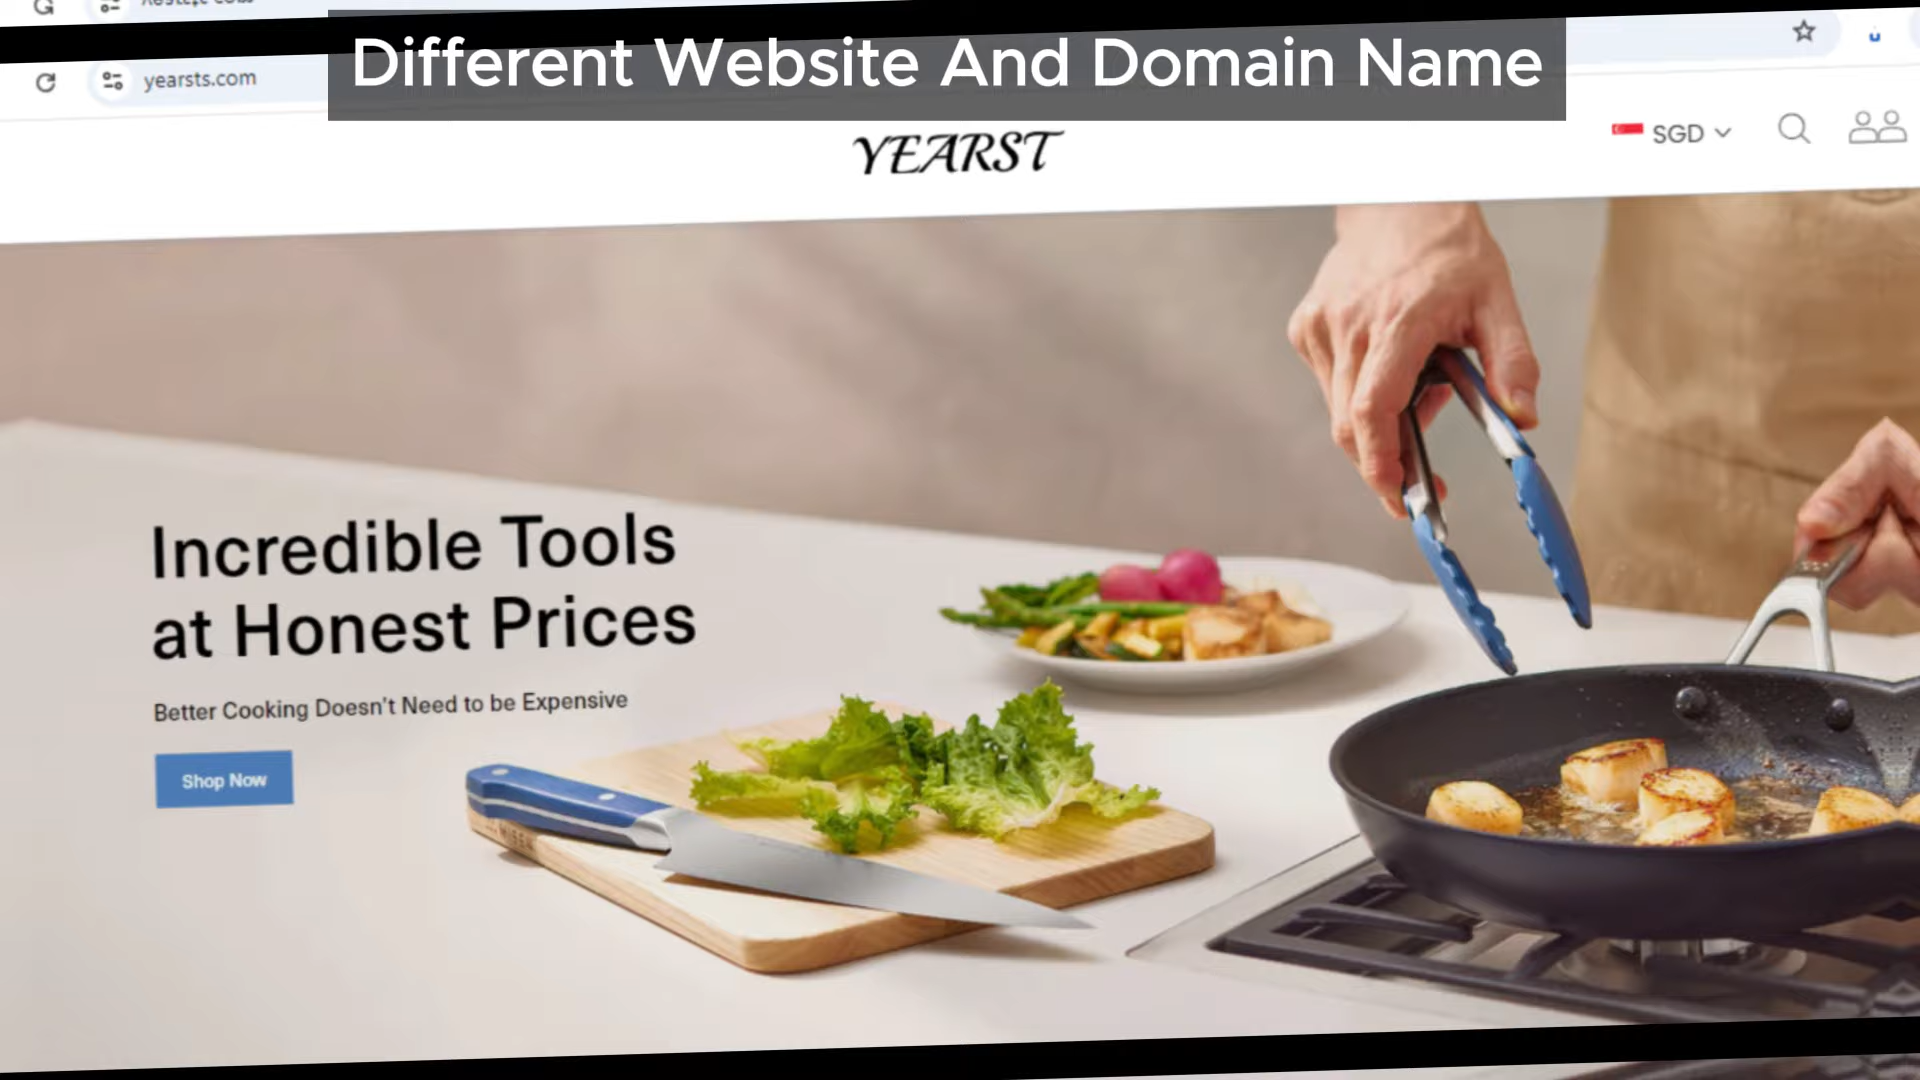 Different Website And Domain Name
yearsts.com
YEARST
SGD
Incredible Tools
at Honest Prices
Better Cooking Doesn't Need to be Expensive
Shop Now